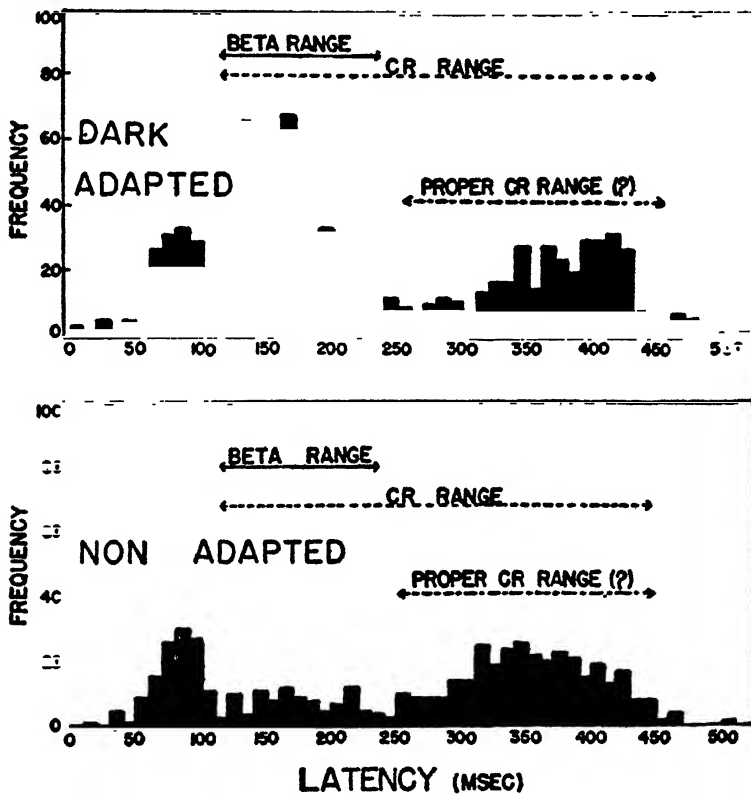 100
BETA RANGE
80
CR RANGE
FREQUENCY
60
DARK
ADAPTED
40
PROPER CR RANGE (?)
20
0
0 50 100 150 200 250 300 350 400 450
BETA RANGE
CR RANGE
FREQUENCY
NON ADAPTED
PROPER CR RANGE (?)
0
0 50 100 150 200 250 300 350 400 450 500
LATENCY (MSEC)